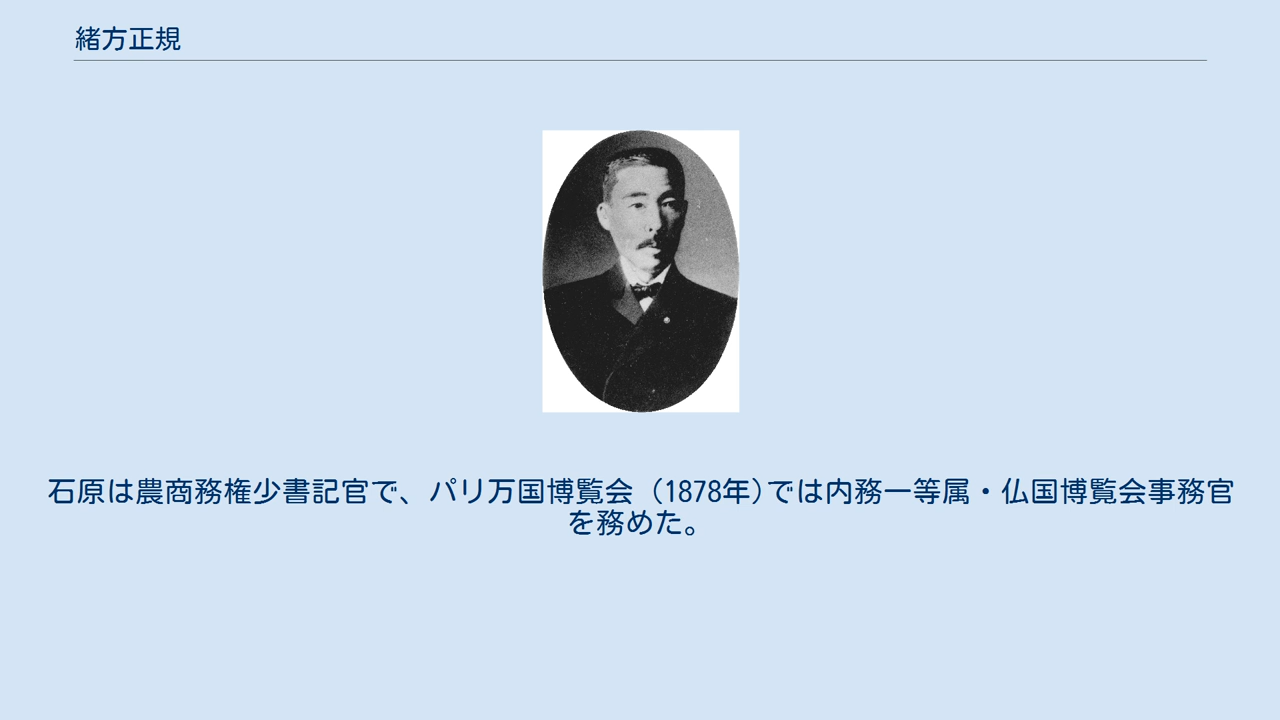 緒方正規
石原は農商務権少書記官で、パリ万国博覧会（1878年）では内務一等属・仏国博覧会事務官
を務めた。